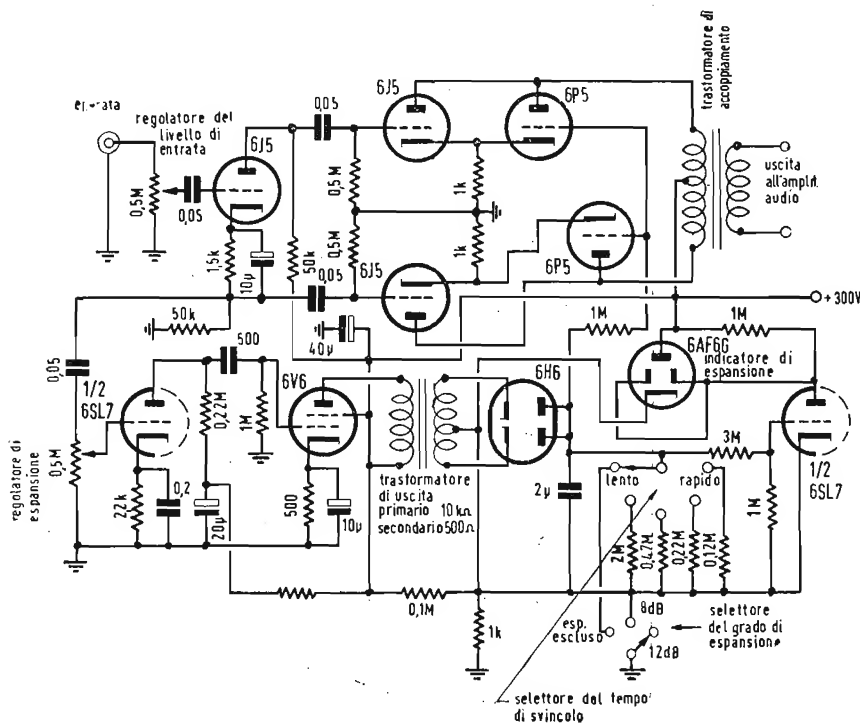 trasformatore di
accoppiamento
regolatore del
livello di
entrata
6J5
0,05
6J5
6P5
0,5M
0,05
0,5M
1k
uscita
all'amplit.
audio
1,5k
10µ
50k
0,5M
0,05
6J5
1k
6P5
+300V
50k
40µ
1M
1M
6AF6G
indicatore di
espansione
0,05
1/2
6SL7
500
0,22M
1M
6V6
6H6
regolatore di
espansione
0,5M
22k
0,2
20µ
500
10µ
trasformatore
di uscita
primario 10kΩ
secondario 500Ω
2µ
3M
1M
1/2
6SL7
lento
rapido
2M
0,47M
0,22M
0,12M
0,1M
1k
esp.
escluso
8dB
12dB
selettore
del grado di
espansione
selettore del tempo
di svincolo